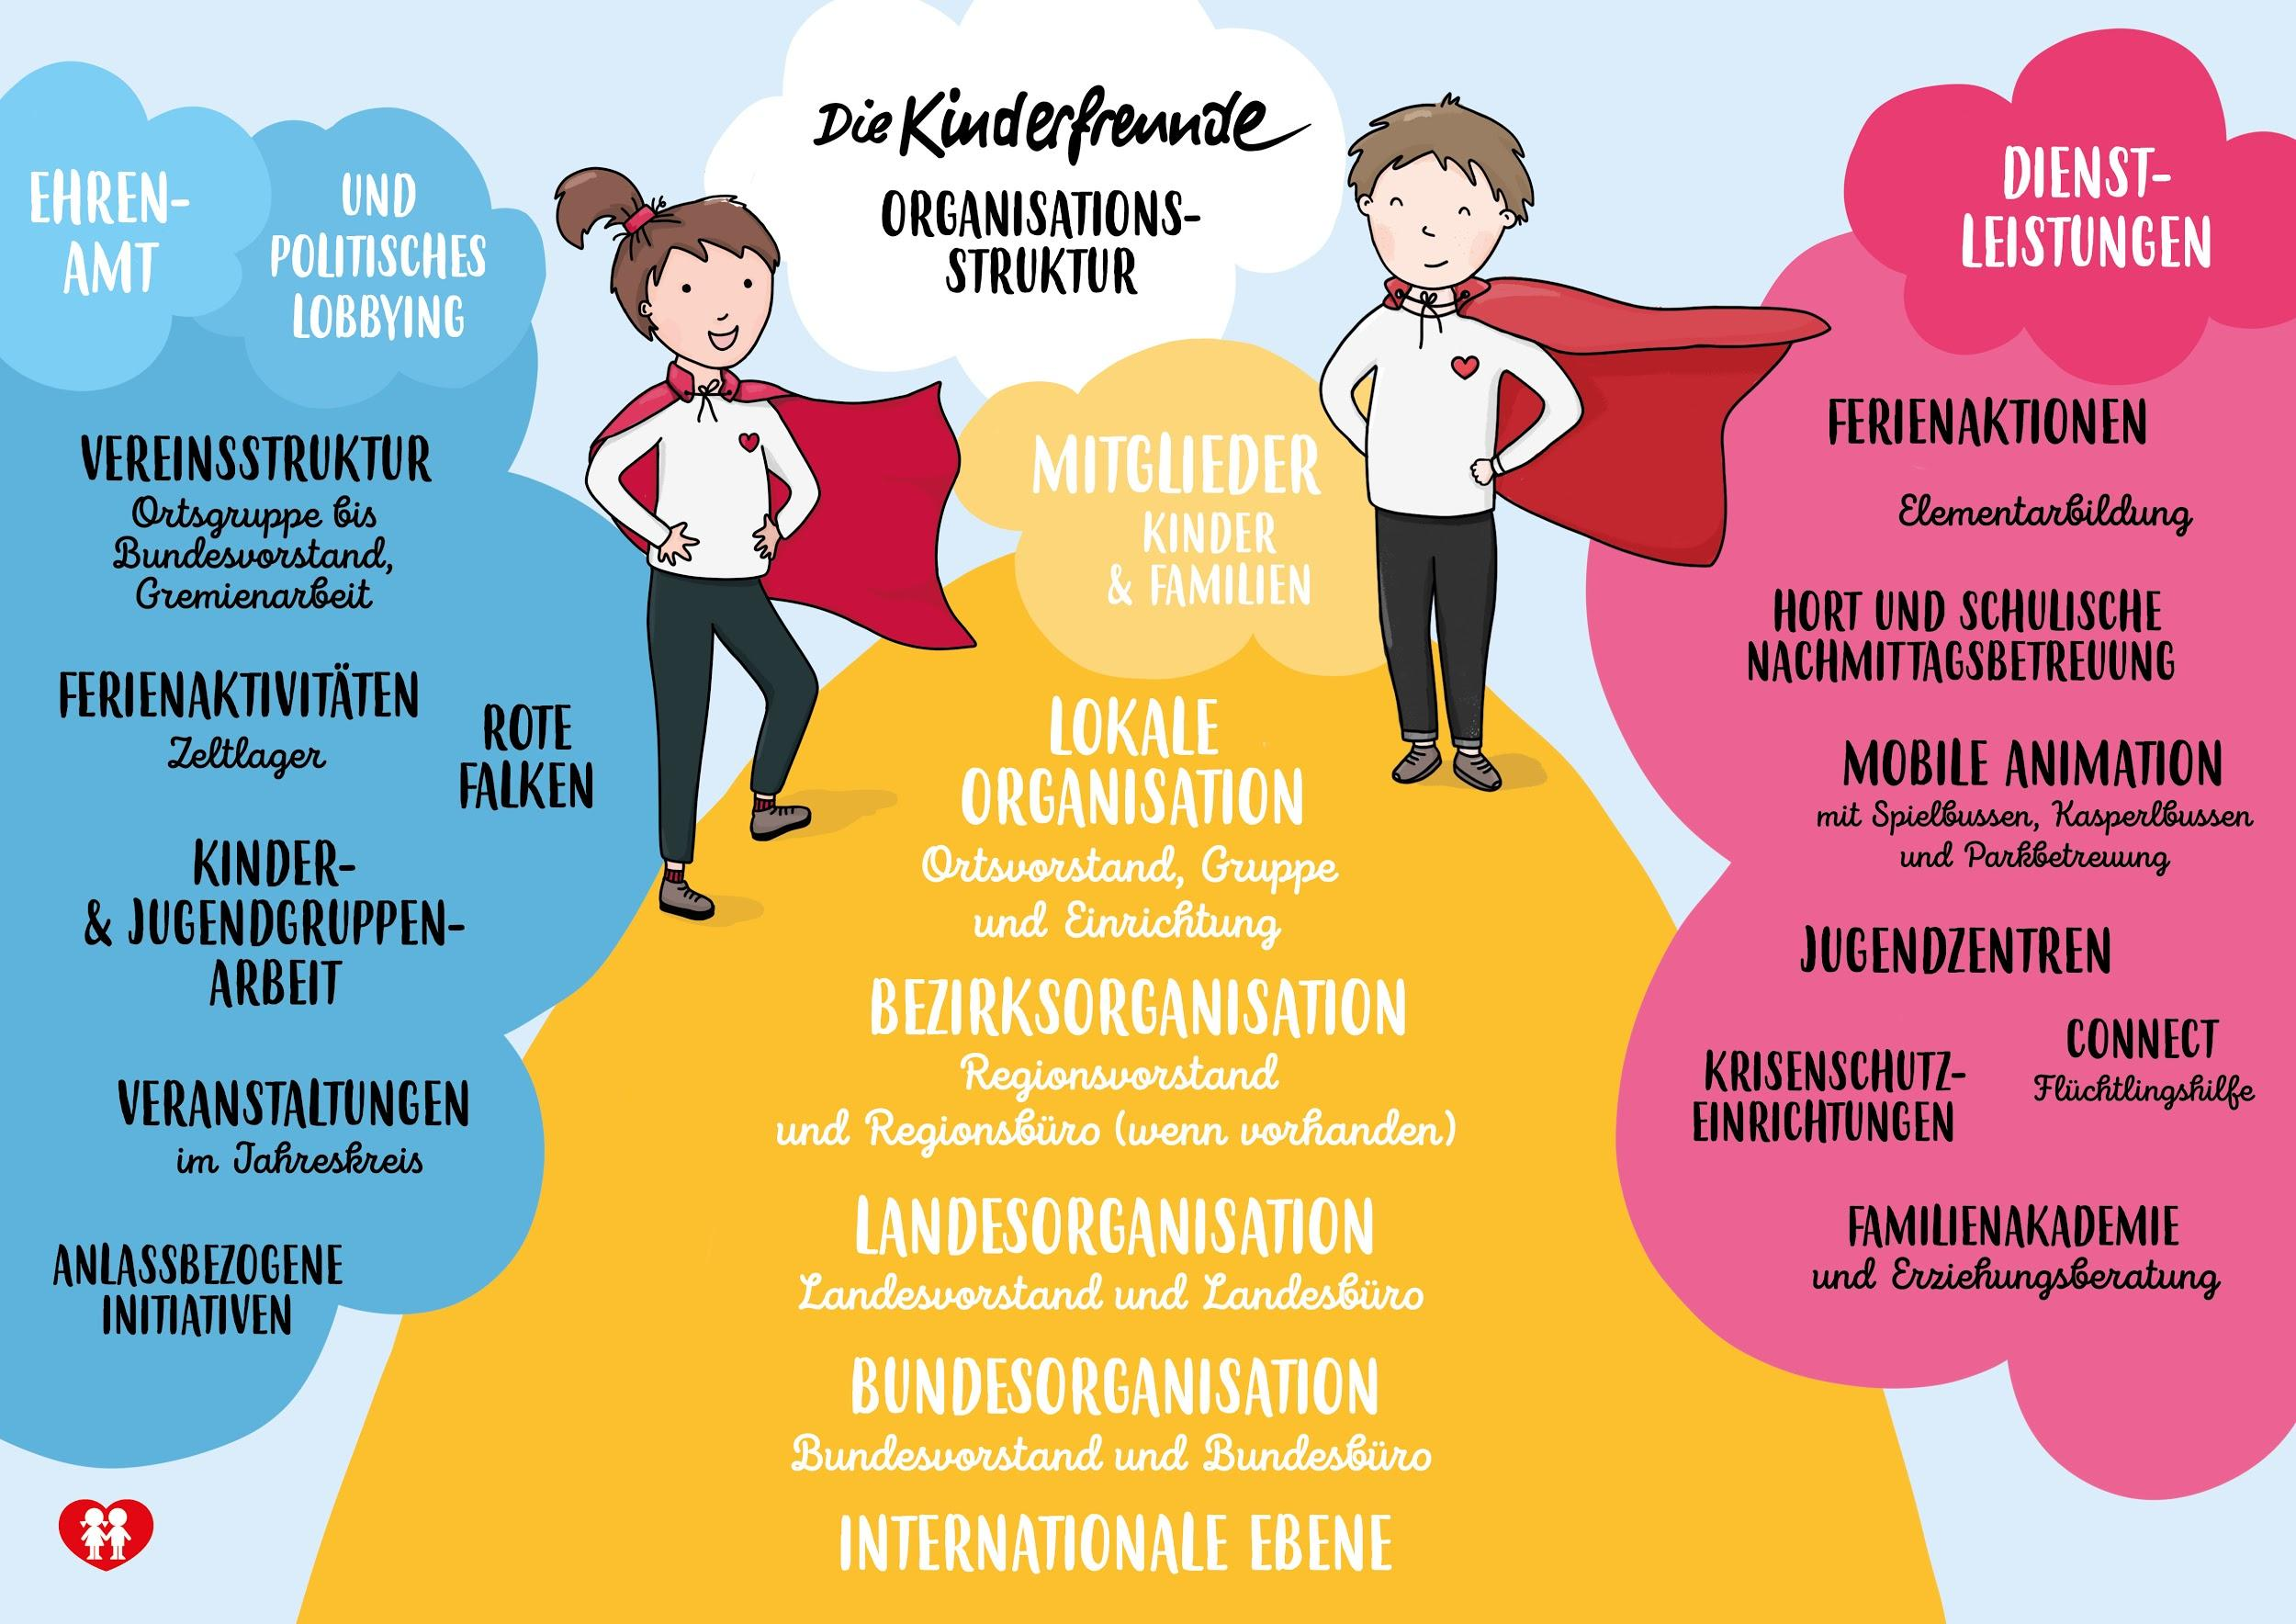 Die Kinderfreunde
ORGANISATIONS-
STRUKTUR
EHREN-
AMT
UND
POLITISCHES
LOBBYING
VEREINSSTRUKTUR
Ortsgruppe bis
Bundesvorstand,
Gremienarbeit
FERIENAKTIVITÄTEN
Zeltlager
ROTE
FALKEN
KINDER-
& JUGENDGRUPPEN-
ARBEIT
VERANSTALTUNGEN
im Jahreskreis
ANLASSBEZOGENE
INITIATIVEN
MITGLIEDER
KINDER
& FAMILIEN
LOKALE
ORGANISATION
Ortsvorstand, Gruppe
und Einrichtung
BEZIRKSORGANISATION
Regionsvorstand
und Regionsbüro (wenn vorhanden)
LANDESORGANISATION
Landesvorstand und Landesbüro
BUNDESORGANISATION
Bundesvorstand und Bundesbüro
INTERNATIONALE EBENE
DIENST-
LEISTUNGEN
FERIENAKTIONEN
Elementarbildung
HORT UND SCHULISCHE
NACHMITTAGSBETREUUNG
MOBILE ANIMATION
mit Spielbussen, Kasperlbussen
und Parkbetreuung
JUGENDZENTREN
CONNECT
Flüchtlingshilfe
KRISENSCHUTZ-
EINRICHTUNGEN
FAMILIENAKADEMIE
und Erziehungsberatung